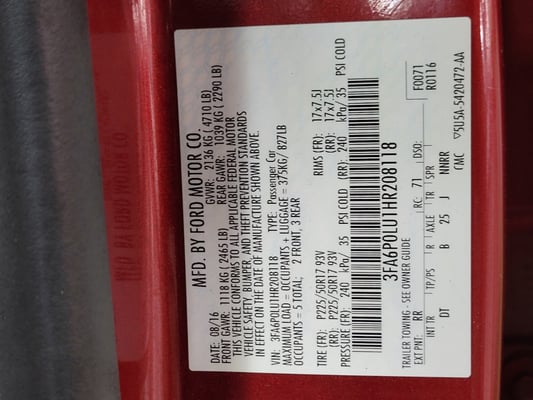 MFD. BY FORD MOTOR CO.
DATE: 08/16 GVWR: 2136 KG ( 4710 LB)
FRONT GAWR: 1118 KG ( 2465 LB) REAR GAWR: 1039 KG ( 2290 LB)
THIS VEHICLE CONFORMS TO ALL APPLICABLE FEDERAL MOTOR
VEHICLE SAFETY, BUMPER, AND THEFT PREVENTION STANDARDS
IN EFFECT ON THE DATE OF MANUFACTURE SHOWN ABOVE.
VIN: 3FA6P0LU1HR208118 TYPE: Passenger Car
MAXIMUM LOAD = OCCUPANTS + LUGGAGE = 375KG/ 827LB
OCCUPANTS = 5 TOTAL; 2 FRONT, 3 REAR
TIRE (FR): P225/50R17 93V RIMS (FR): 17x7.5J
(RR): P225/50R17 93V (RR): 17x7.5J
PRESSURE (FR): 240 kPa/ 35 PSI COLD (RR): 240 kPa/ 35 PSI COLD
3FA6P0LU1HR208118
TRAILER TOWING - SEE OWNER GUIDE F0071
EXT PNT: RR RC: 71 DSO: R0116
INT TR TP/PS R AXLE TR SPR
DT B 25 J NNRR
CMC ▽5U5A-5420472-AA